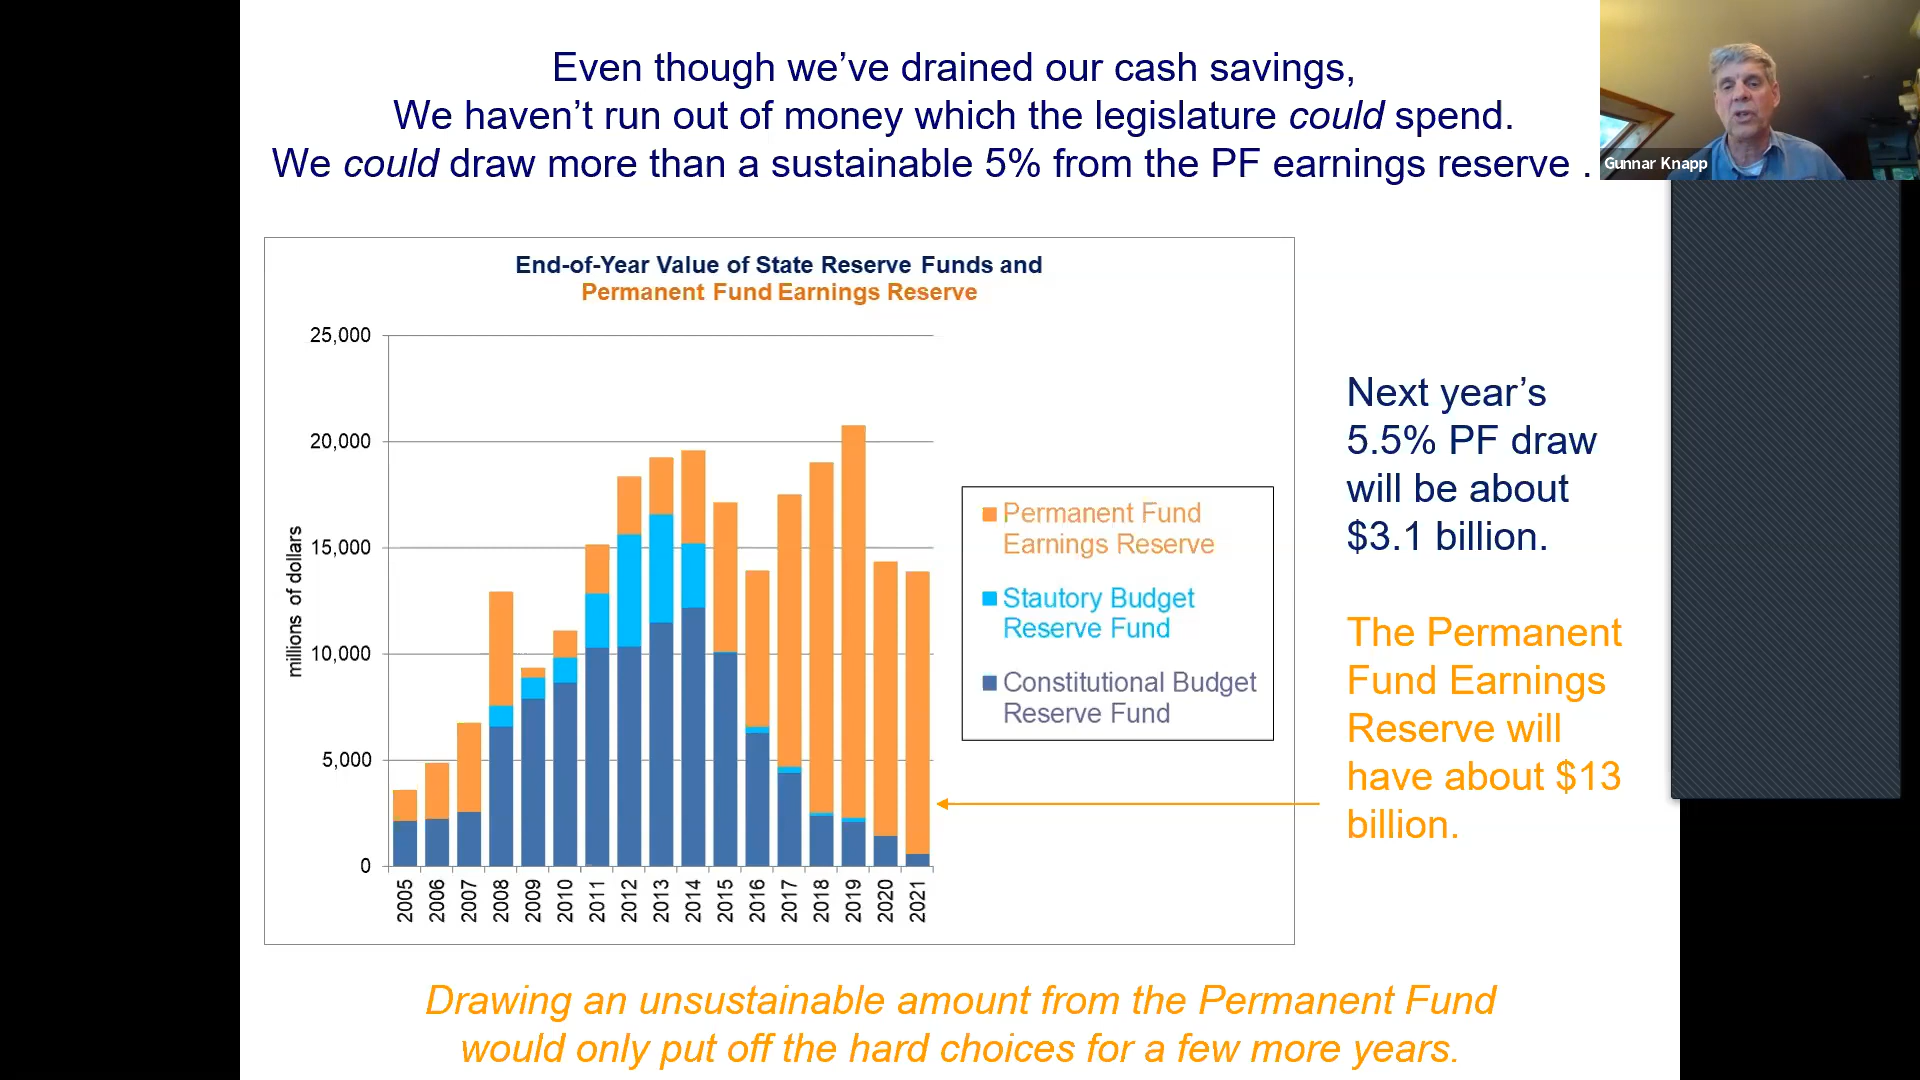 Even though we’ve drained our cash savings,
We haven’t run out of money which the legislature could spend.
We could draw more than a sustainable 5% from the PF earnings reserve .
Gunnar Knapp
End-of-Year Value of State Reserve Funds and
Permanent Fund Earnings Reserve
25,000
20,000
15,000
10,000
5,000
0
millions of dollars
2005
2006
2007
2008
2009
2010
2011
2012
2013
2014
2015
2016
2017
2018
2019
2020
2021
Permanent Fund
Earnings Reserve
Stautory Budget
Reserve Fund
Constitutional Budget
Reserve Fund
Next year’s
5.5% PF draw
will be about
$3.1 billion.
The Permanent
Fund Earnings
Reserve will
have about $13
billion.
Drawing an unsustainable amount from the Permanent Fund
would only put off the hard choices for a few more years.